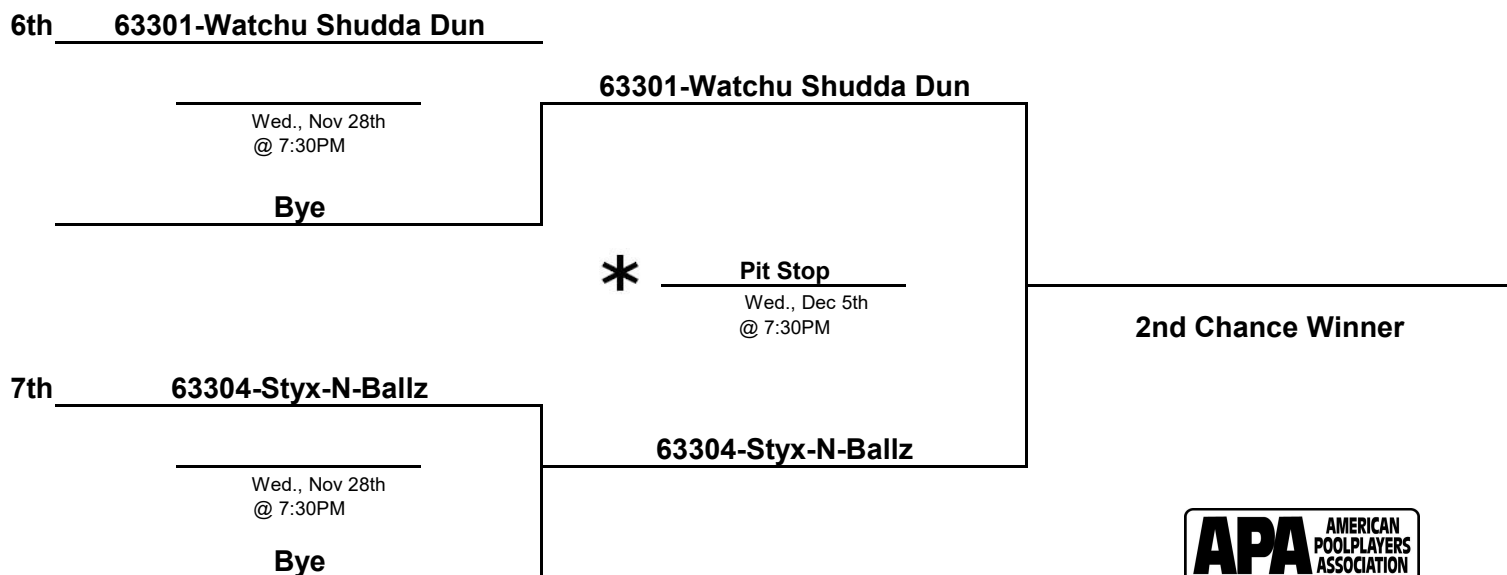 6th 63301-Watchu Shudda Dun
63301-Watchu Shudda Dun
Wed., Nov 28th
@ 7:30PM
Bye
* Pit Stop
Wed., Dec 5th
@ 7:30PM
2nd Chance Winner
7th 63304-Styx-N-Ballz
63304-Styx-N-Ballz
Wed., Nov 28th
@ 7:30PM
Bye
APA AMERICAN
POOLPLAYERS
ASSOCIATION